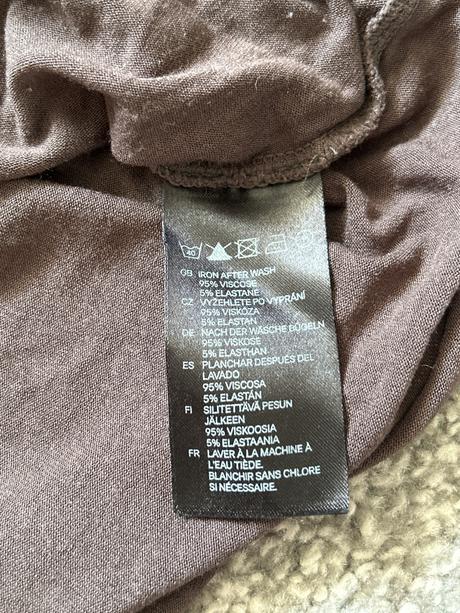 40
GB IRON AFTER WASH
95% VISCOSE
5% ELASTANE
CZ VYŽEHLETE PO VYPRÁNÍ
95% VISKÓZA
5% ELASTAN
DE NACH DER WÄSCHE BÜGELN
95% VISKOSE
5% ELASTHAN
ES PLANCHAR DESPUÉS DEL
LAVADO
95% VISCOSA
5% ELASTÁN
FI SILITETTÄVÄ PESUN
JÄLKEEN
95% VISKOOSIA
5% ELASTAANIA
FR LAVER À LA MACHINE À
L'EAU TIÈDE.
BLANCHIR SANS CHLORE
SI NÉCESSAIRE.